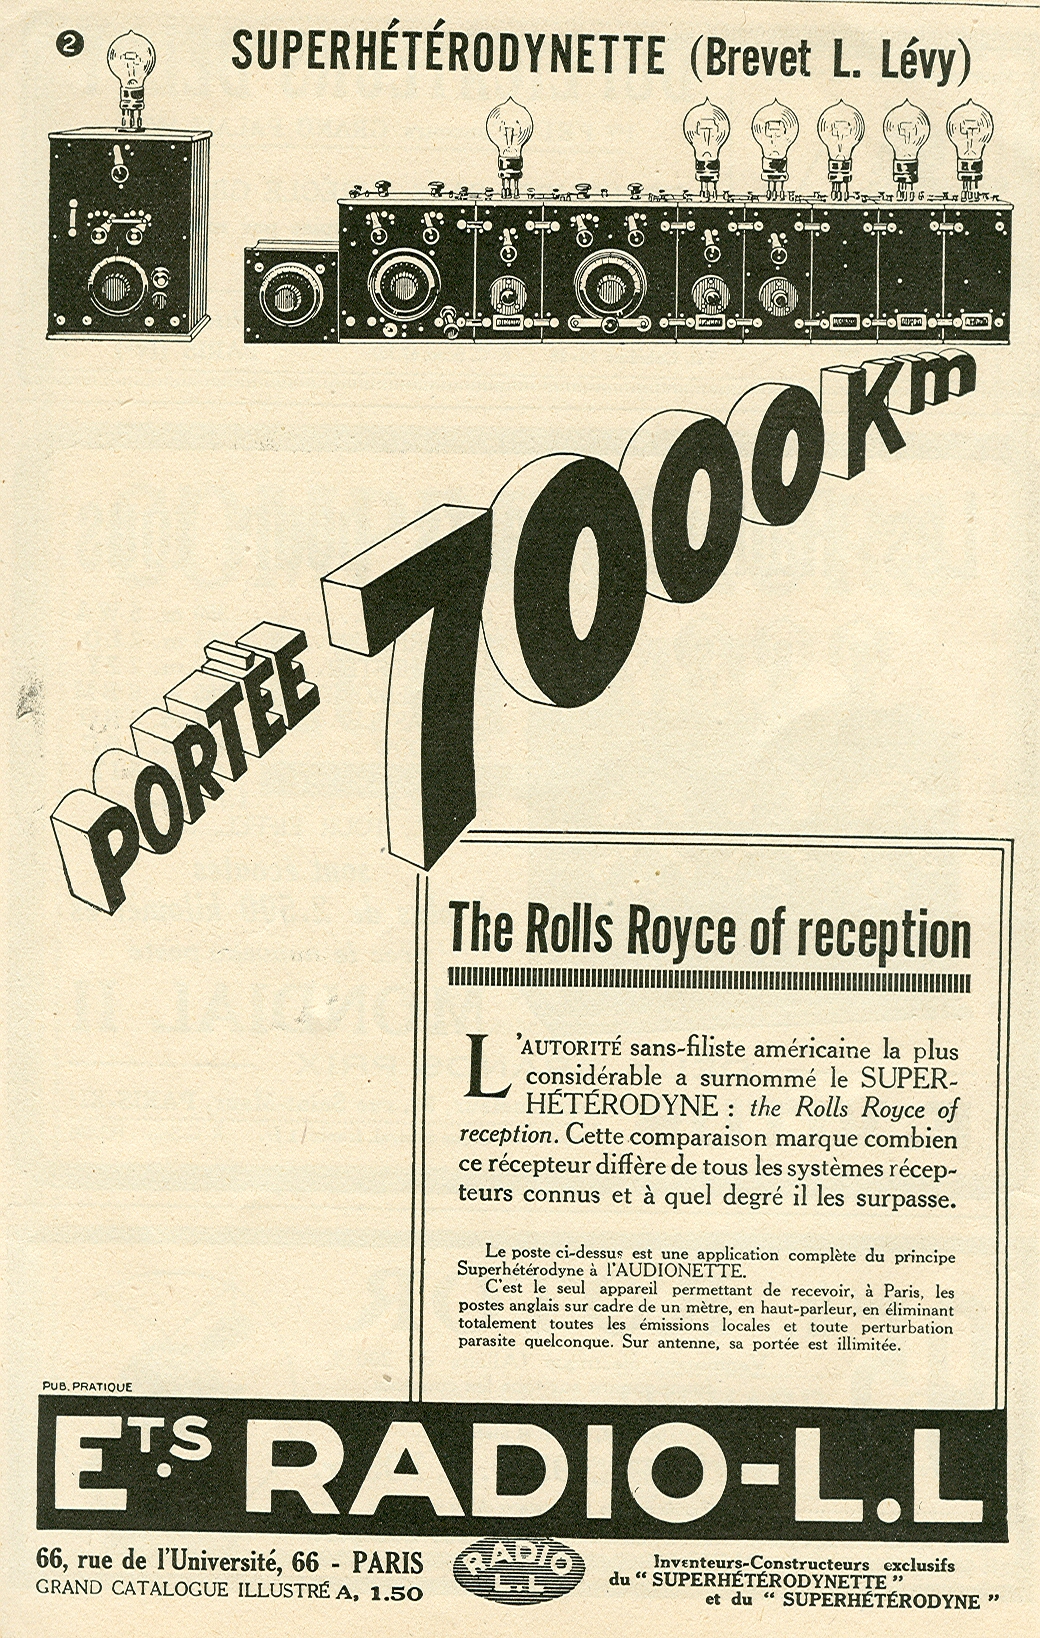 2
SUPERHÉTÉRODYNETTE (Brevet L. Lévy)
PORTÉE 7000 Km
The Rolls Royce of reception
L'AUTORITÉ sans-filiste américaine la plus
considérable a surnommé le SUPER-
HÉTÉRODYNE : the Rolls Royce of
reception. Cette comparaison marque combien
ce récepteur diffère de tous les systèmes récep-
teurs connus et à quel degré il les surpasse.
Le poste ci-dessus est une application complète du principe
Superhétérodyne à l'AUDIONETTE.
C'est le seul appareil permettant de recevoir, à Paris, les
postes anglais sur cadre de un mètre, en haut-parleur, en éliminant
totalement toutes les émissions locales et toute perturbation
parasite quelconque. Sur antenne, sa portée est illimitée.
PUB. PRATIQUE
ETS. RADIO-L.L
66, rue de l'Université, 66 - PARIS
GRAND CATALOGUE ILLUSTRÉ A, 1.50
RADIO
L.L
Inventeurs-Constructeurs exclusifs
du “ SUPERHÉTÉRODYNETTE ”
et du “ SUPERHÉTÉRODYNE ”